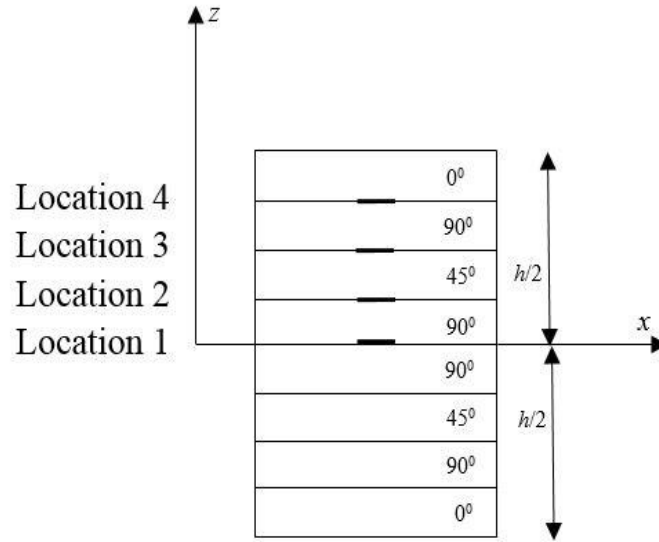 z
0⁰
Location 4
90⁰
Location 3
45⁰
h/2
Location 2
90⁰
x
Location 1
90⁰
45⁰
h/2
90⁰
0⁰